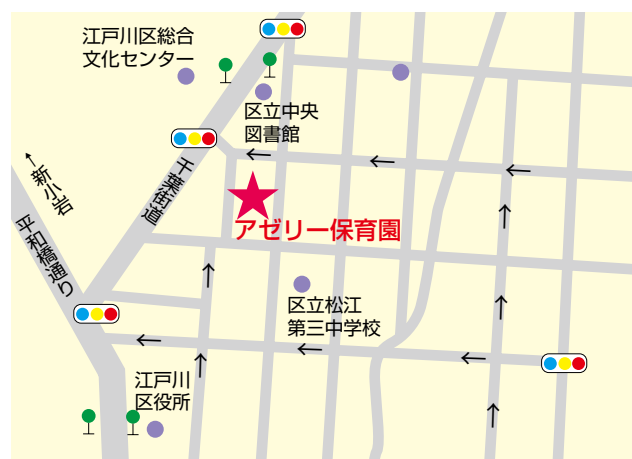 江戸川区総合
文化センター
区立中央
図書館
千葉街道
←新小岩
平和橋通り
アゼリー保育園
区立松江
第三中学校
江戸川
区役所